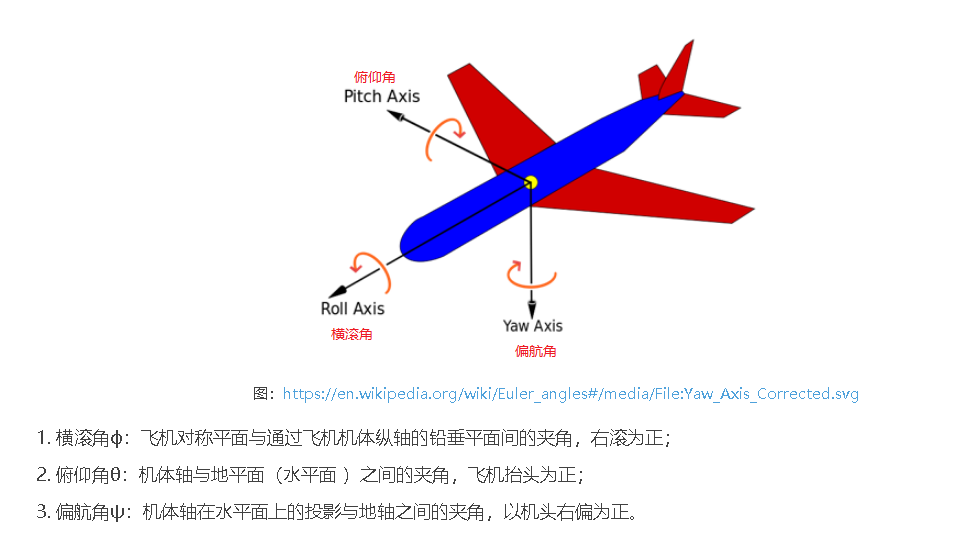 俯仰角
Pitch Axis
Roll Axis
横滚角
Yaw Axis
偏航角
图：https://en.wikipedia.org/wiki/Euler_angles#/media/File:Yaw_Axis_Corrected.svg
1. 横滚角ϕ：飞机对称平面与通过飞机机体纵轴的铅垂平面间的夹角，右滚为正；
2. 俯仰角θ：机体轴与地平面（水平面 ）之间的夹角，飞机抬头为正；
3. 偏航角ψ：机体轴在水平面上的投影与地轴之间的夹角，以机头右偏为正。